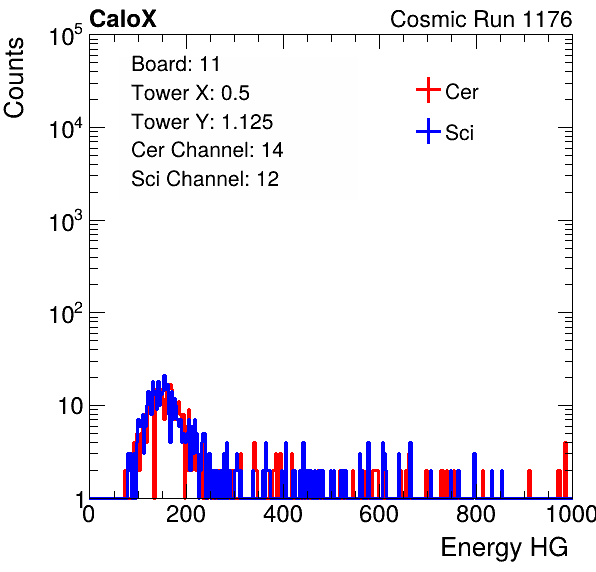 CaloX Cosmic Run 1176
Counts
10^5
10^4
10^3
10^2
10
1
Board: 11
Tower X: 0.5
Tower Y: 1.125
Cer Channel: 14
Sci Channel: 12
Cer
Sci
0 200 400 600 800 1000
Energy HG